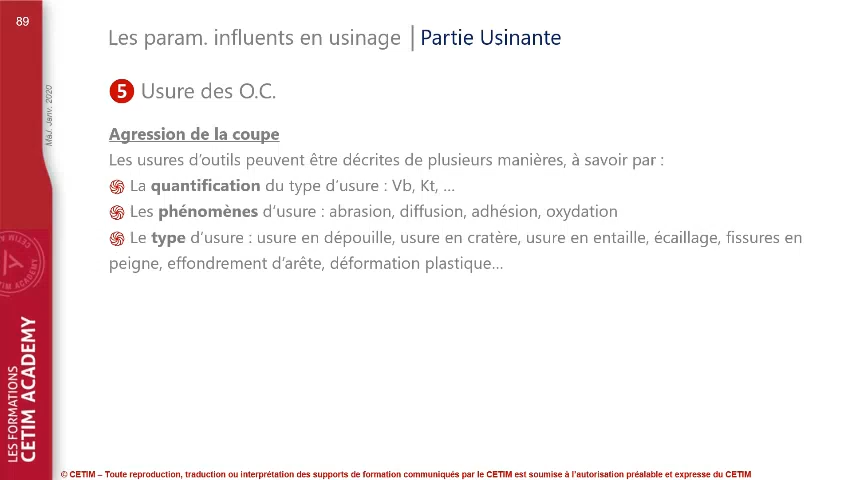 89
Les param. influents en usinage | Partie Usinante
MàJ. Janv. 2020
5 Usure des O.C.
Agression de la coupe
Les usures d'outils peuvent être décrites de plusieurs manières, à savoir par :
La quantification du type d'usure : Vb, Kt, ...
Les phénomènes d'usure : abrasion, diffusion, adhésion, oxydation
Le type d'usure : usure en dépouille, usure en cratère, usure en entaille, écaillage, fissures en
peigne, effondrement d'arête, déformation plastique...
LES FORMATIONS
CETIM ACADEMY
© CETIM – Toute reproduction, traduction ou interprétation des supports de formation communiqués par le CETIM est soumise à l'autorisation préalable et expresse du CETIM